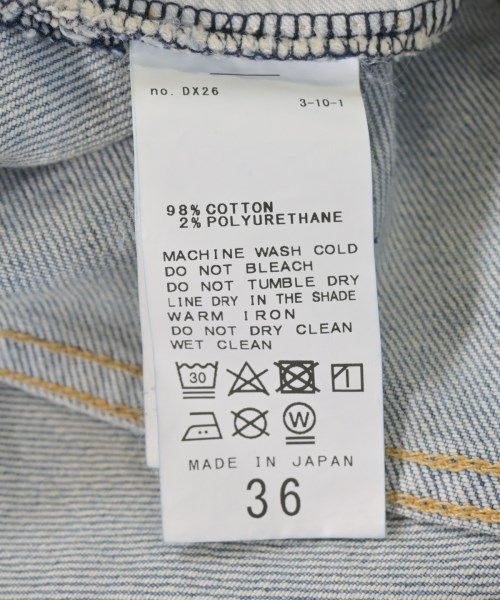 no. DX26
3-10-1
98% COTTON
2% POLYURETHANE
MACHINE WASH COLD
DO NOT BLEACH
DO NOT TUMBLE DRY
LINE DRY IN THE SHADE
WARM IRON
DO NOT DRY CLEAN
WET CLEAN
30
W
MADE IN JAPAN
36